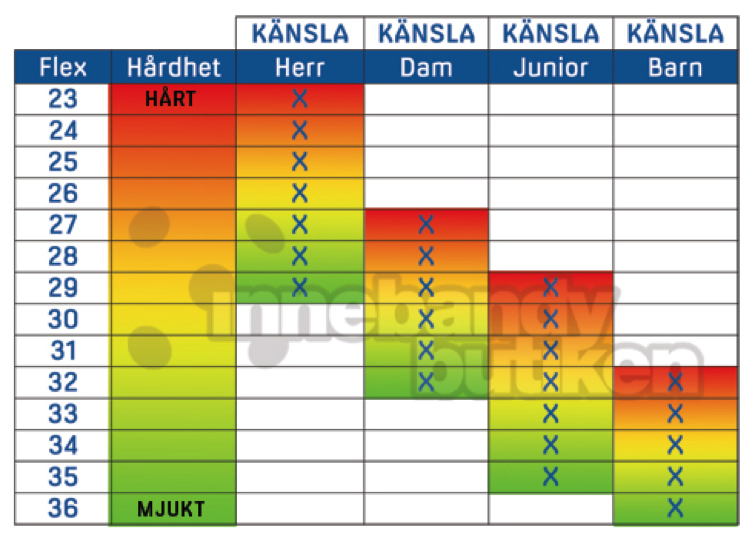 KÄNSLA KÄNSLA KÄNSLA KÄNSLA
Flex Hårdhet Herr Dam Junior Barn
23 HÅRT X
24 X
25 X
26 X
27 X X
28 X X
29 X X X
30 X X
31 X X
32 X X X
33 X X
34 X X
35 X X
36 MJUKT X
innebandy
butiken